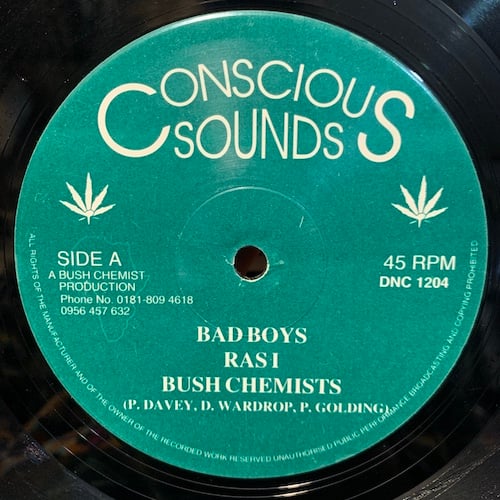 CONSCIOUS
SOUNDS
SIDE A
A BUSH CHEMIST
PRODUCTION
Phone No. 0181-809 4618
0956 457 632
45 RPM
DNC 1204
BAD BOYS
RAS I
BUSH CHEMISTS
(P. DAVEY, D. WARDROP, P. GOLDING)
ALL RIGHTS OF THE MANUFACTURER AND OF THE OWNER OF THE RECORDED WORK RESERVED UNAUTHORISED PUBLIC PERFORMANCE BROADCASTING AND COPYING PROHIBITED